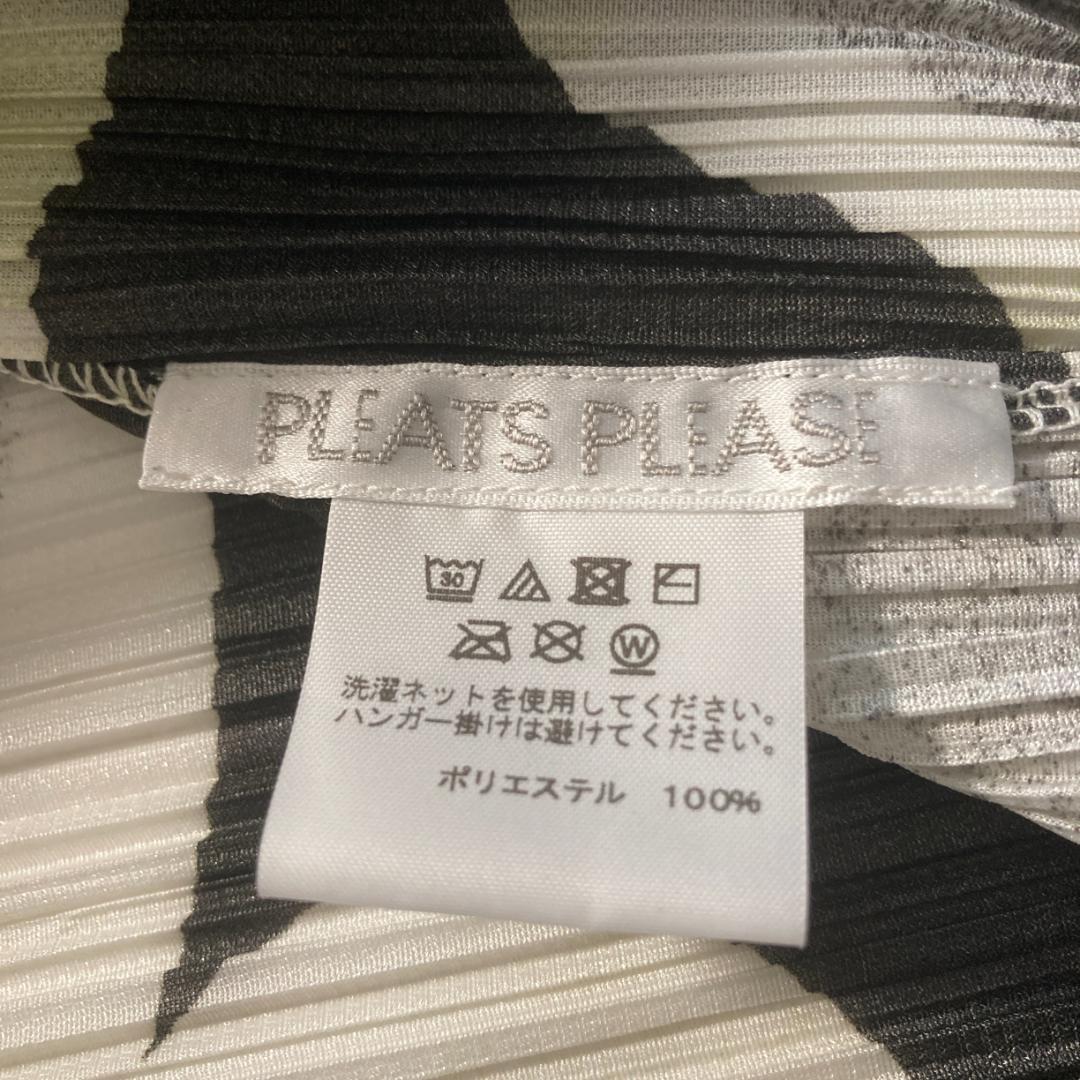 PLEATS PLEASE
30
W
洗濯ネットを使用してください。
ハンガー掛けは避けてください。
ポリエステル 100%